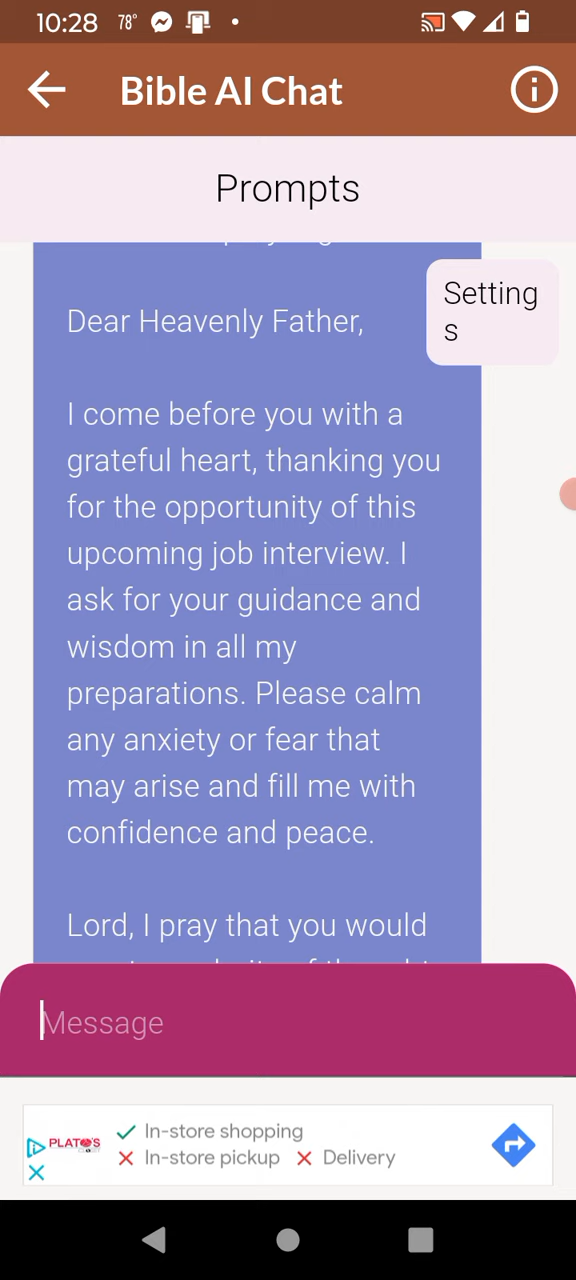 10:28 78°
Bible AI Chat
Prompts
Setting
s
Dear Heavenly Father,
I come before you with a
grateful heart, thanking you
for the opportunity of this
upcoming job interview. I
ask for your guidance and
wisdom in all my
preparations. Please calm
any anxiety or fear that
may arise and fill me with
confidence and peace.
Lord, I pray that you would
Message
PLATO'S
In-store shopping
In-store pickup Delivery